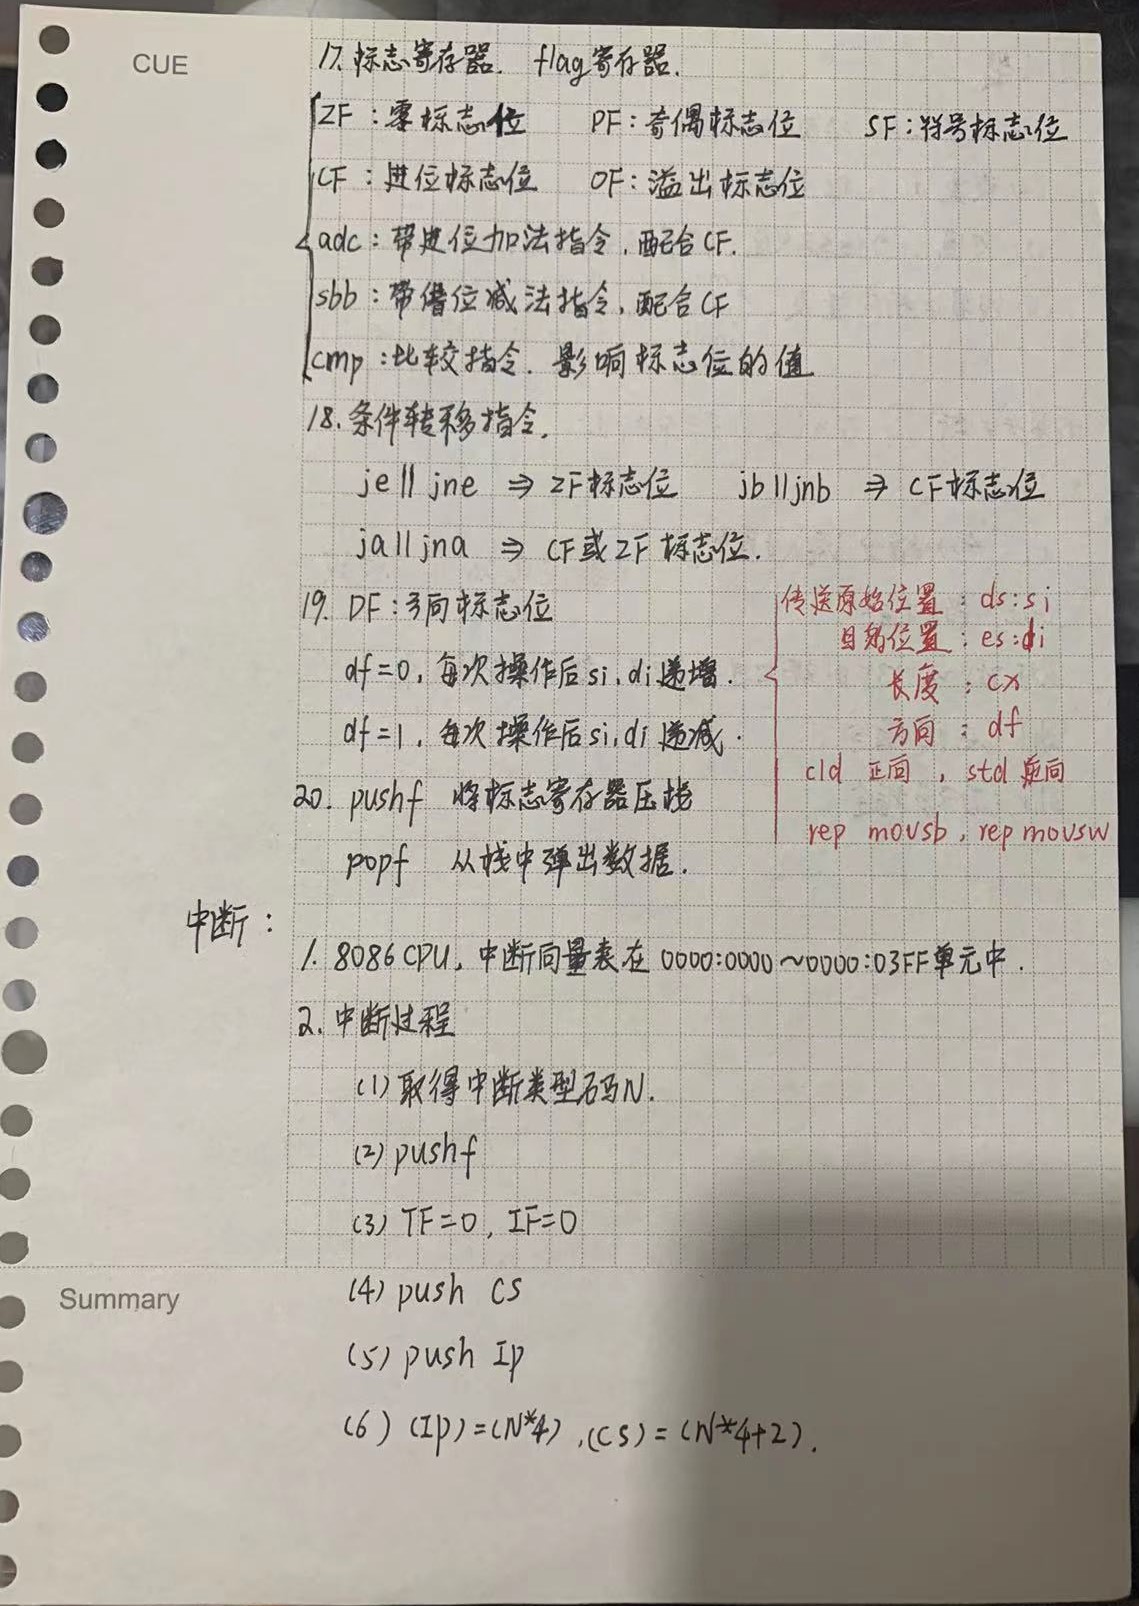 CUE
17. 标志寄存器. flag寄存器.
ZF：零标志位 PF：奇偶标志位 SF：符号标志位
CF：进位标志位 OF：溢出标志位
adc：带进位加法指令，配合CF.
sbb：带借位减法指令，配合CF
cmp：比较指令. 影响标志位的值
18. 条件转移指令.
je || jne ⇒ ZF标志位 jb || jnb ⇒ CF标志位
ja || jna ⇒ CF或ZF标志位.
19. DF：方向标志位
df=0，每次操作后si，di递增.
df=1，每次操作后si，di递减.
传送原始位置：ds:si
目的位置：es:di
长度：cx
方向：df
cld 正向，std 逆向
rep movsb，rep movsw
20. pushf 将标志寄存器压栈
popf 从栈中弹出数据.
中断：
1. 8086CPU，中断向量表在0000:0000～0000:03FF单元中.
2. 中断过程
(1) 取得中断类型码N.
(2) pushf
(3) TF=0，IF=0
Summary
(4) push CS
(5) push Ip
(6) (Ip)=(N*4)，(CS)=(N*4+2).